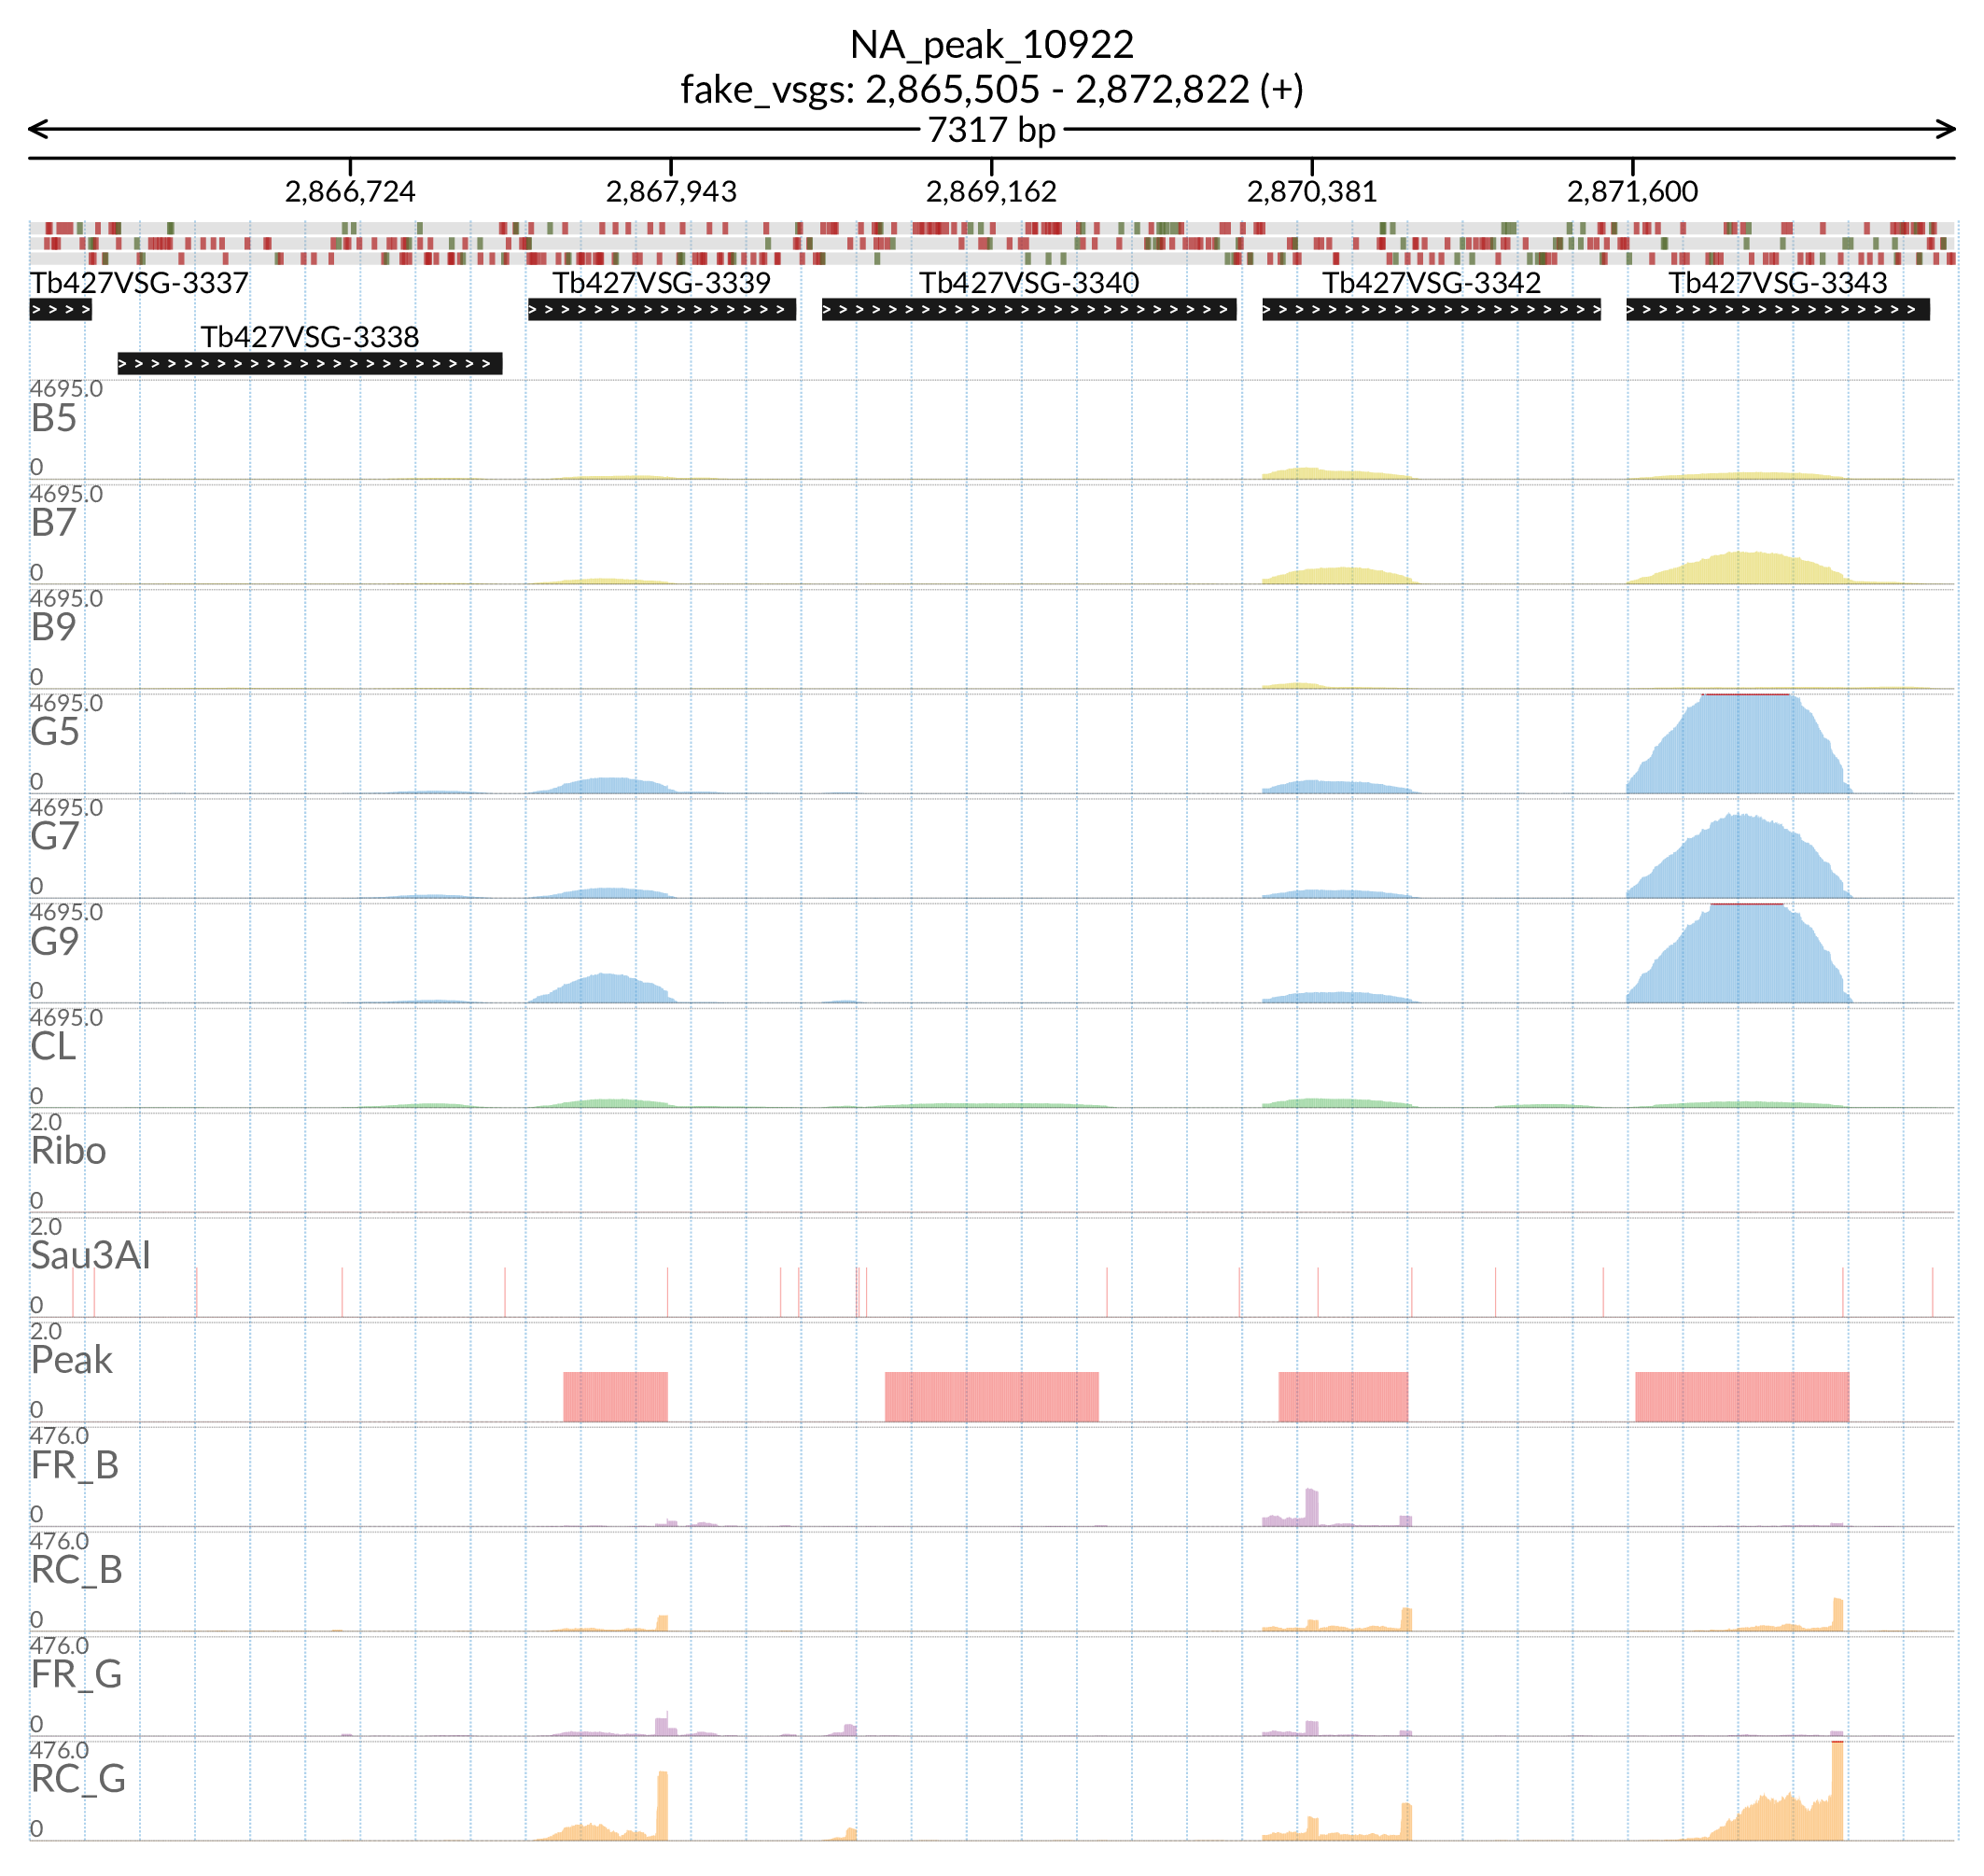 NA_peak_10922
fake_vsgs: 2,865,505 - 2,872,822 (+)
7317 bp
2,866,724 2,867,943 2,869,162 2,870,381 2,871,600
Tb427VSG-3337 Tb427VSG-3339 Tb427VSG-3340 Tb427VSG-3342 Tb427VSG-3343
Tb427VSG-3338
4695.0
B5
0
4695.0
B7
0
4695.0
B9
0
4695.0
G5
0
4695.0
G7
0
4695.0
G9
0
4695.0
CL
0
2.0
Ribo
0
2.0
Sau3AI
0
2.0
Peak
0
476.0
FR_B
0
476.0
RC_B
0
476.0
FR_G
0
476.0
RC_G
0